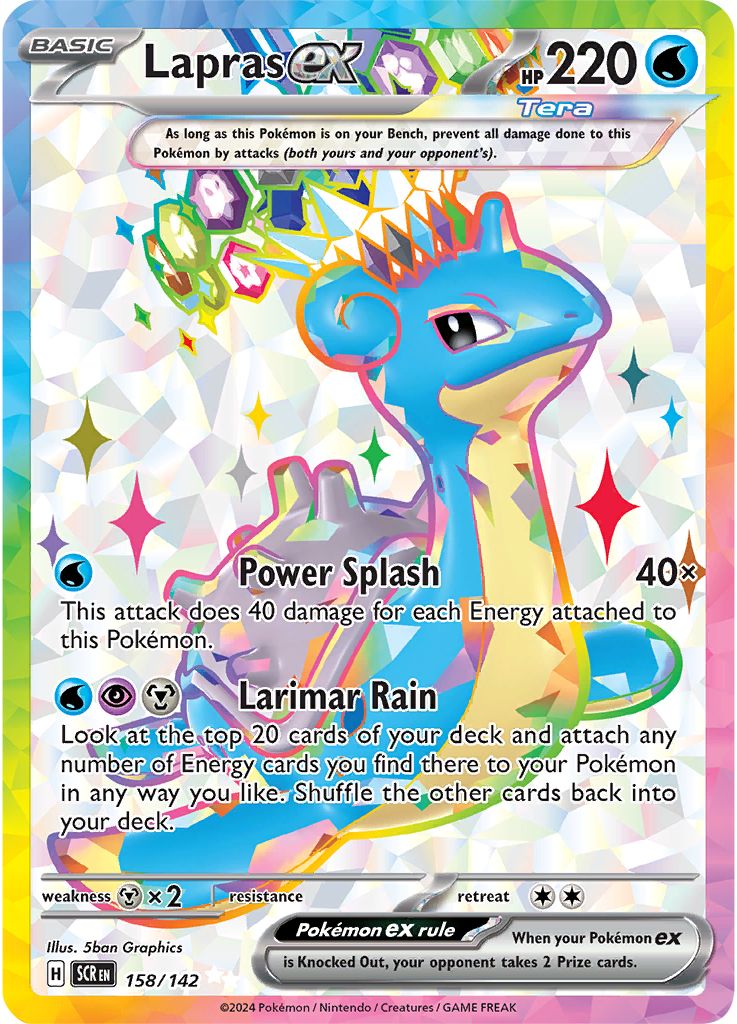 BASIC
Lapras ex
HP 220
Tera
As long as this Pokémon is on your Bench, prevent all damage done to this
Pokémon by attacks (both yours and your opponent's).
Power Splash 40×
This attack does 40 damage for each Energy attached to
this Pokémon.
Larimar Rain
Look at the top 20 cards of your deck and attach any
number of Energy cards you find there to your Pokémon
in any way you like. Shuffle the other cards back into
your deck.
weakness ×2 resistance retreat
Illus. 5ban Graphics
Pokémon ex rule When your Pokémon ex
is Knocked Out, your opponent takes 2 Prize cards.
H SCR EN 158/142
©2024 Pokémon / Nintendo / Creatures / GAME FREAK